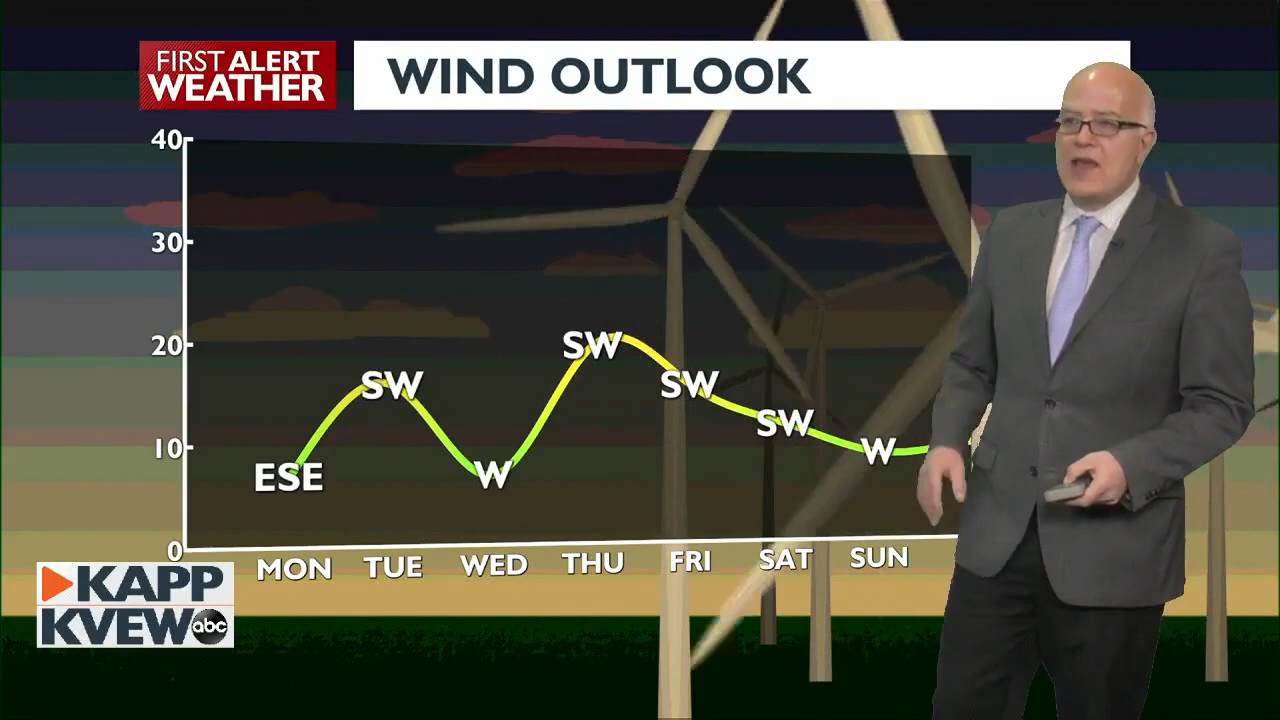 FIRST ALERT
WEATHER
WIND OUTLOOK
40
30
20
10
0
ESE
SW
W
SW
SW
SW
W
MON TUE WED THU FRI SAT SUN
KAPP
KVEW abc